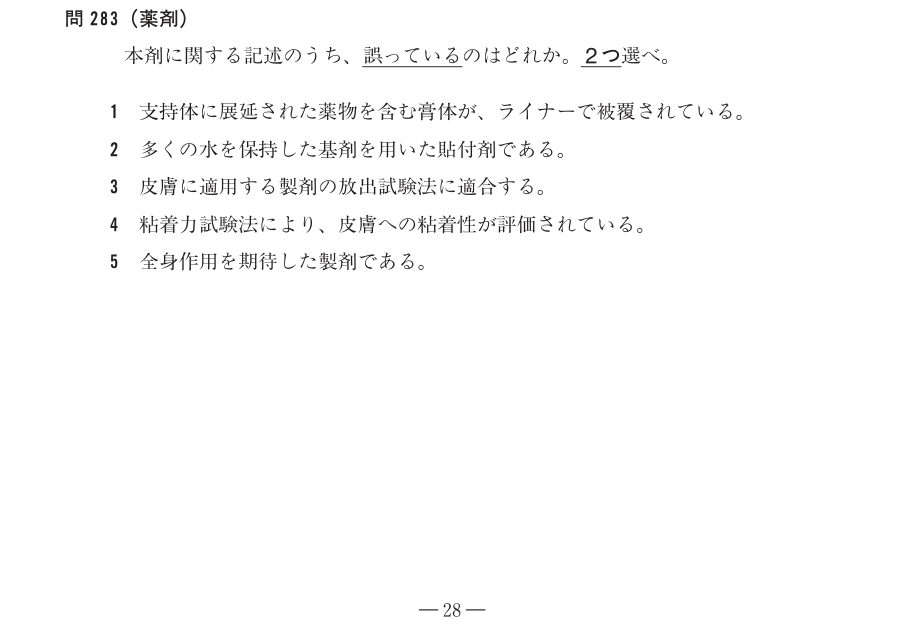 問 283（薬剤）
本剤に関する記述のうち、誤っているのはどれか。２つ選べ。
1 支持体に展延された薬物を含む膏体が、ライナーで被覆されている。
2 多くの水を保持した基剤を用いた貼付剤である。
3 皮膚に適用する製剤の放出試験法に適合する。
4 粘着力試験法により、皮膚への粘着性が評価されている。
5 全身作用を期待した製剤である。
― 28 ―